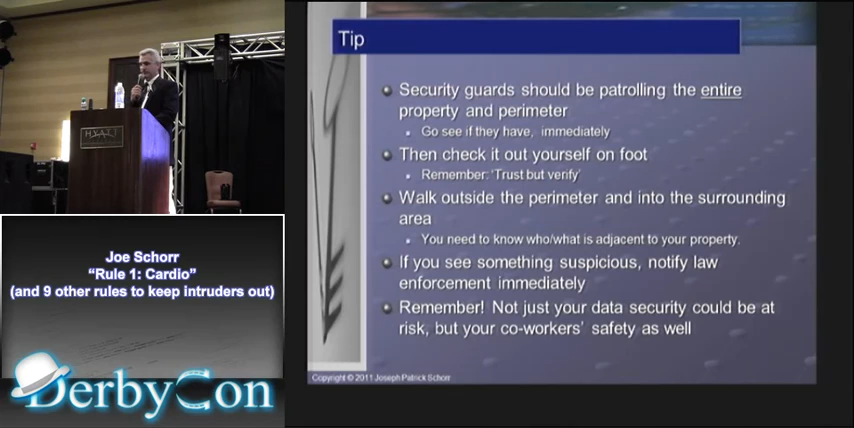 HYATT
Joe Schorr
“Rule 1: Cardio”
(and 9 other rules to keep intruders out)
DerbyCon
Tip
Security guards should be patrolling the entire
property and perimeter
Go see if they have, immediately
Then check it out yourself on foot
Remember: 'Trust but verify'
Walk outside the perimeter and into the surrounding
area
You need to know who/what is adjacent to your property.
If you see something suspicious, notify law
enforcement immediately
Remember! Not just your data security could be at
risk, but your co-workers' safety as well
Copyright © 2011 Joseph Patrick Schorr